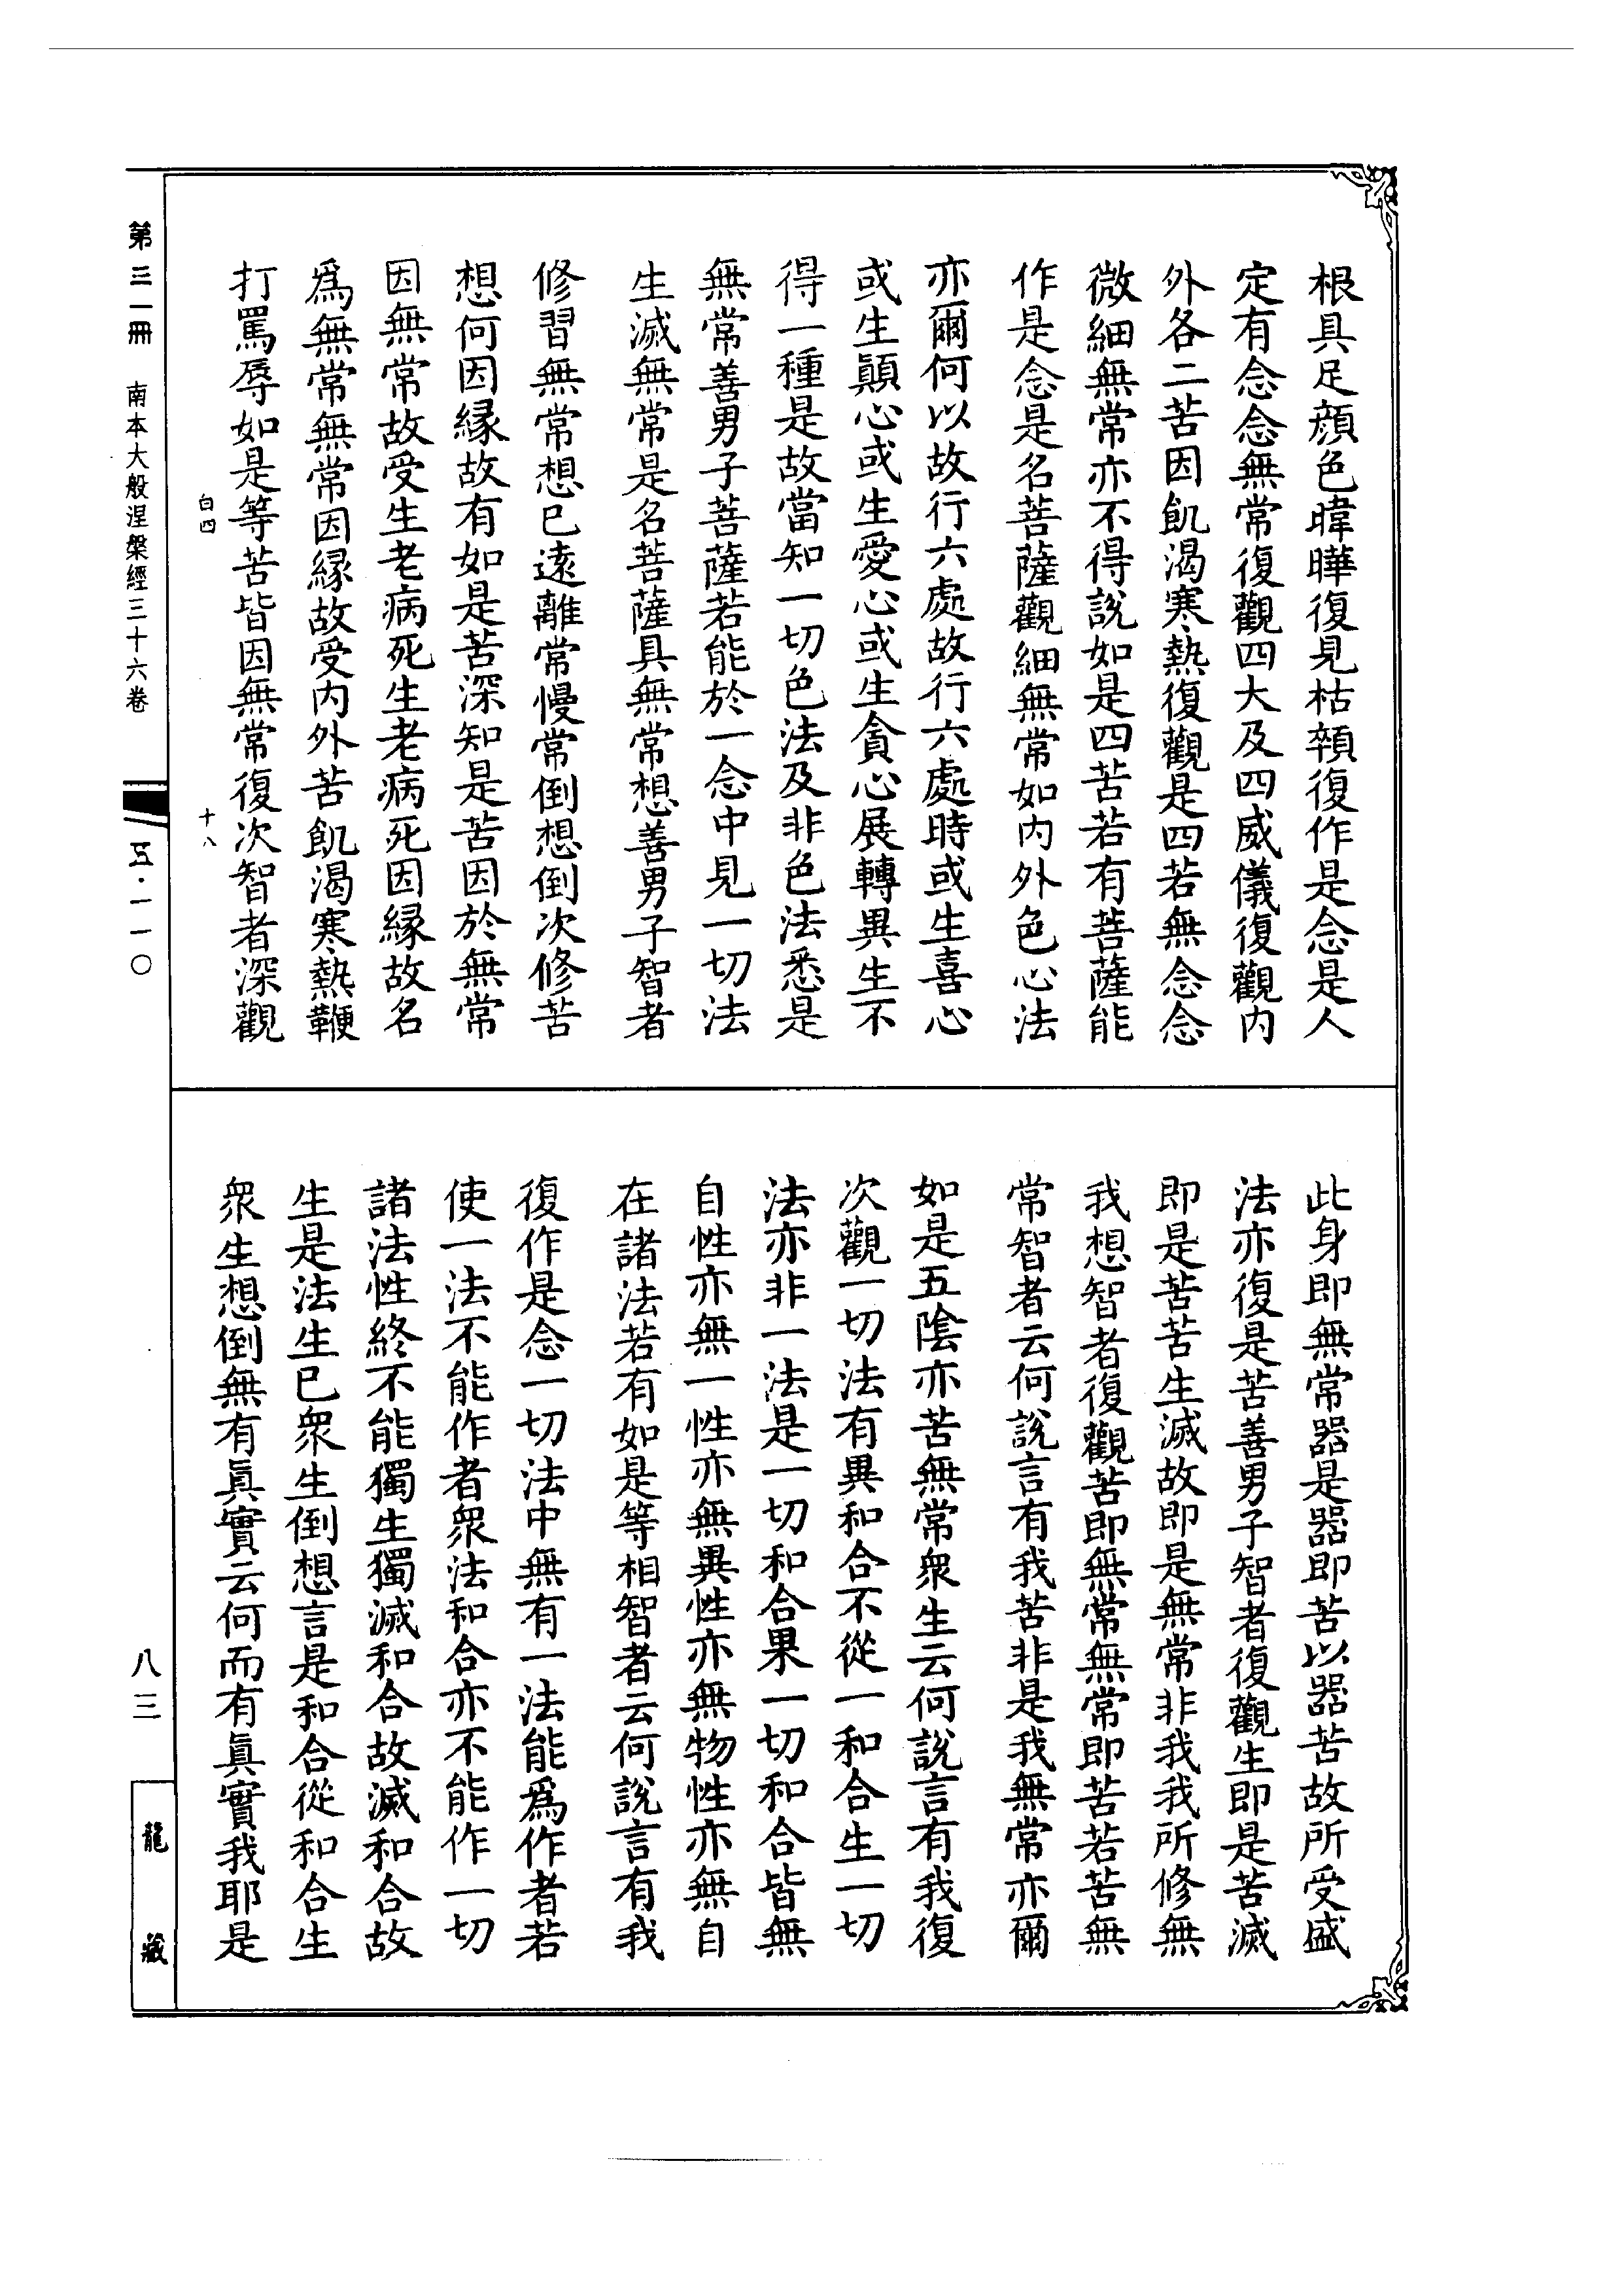 根具足顏色暐曄復見枯顇復作是念是人
定有念念無常復觀四大及四威儀復觀內
外各二苦因飢渴寒熱復觀是四若無念念
微細無常亦不得說如是四苦若有菩薩能
作是念是名菩薩觀細無常如內外色心法
亦爾何以故行六處故行六處時或生喜心
或生顚心或生愛心或生貪心展轉異生不
得一種是故當知一切色法及非色法悉是
無常善男子菩薩若能於一念中見一切法
生滅無常是名菩薩具無常想善男子智者
修習無常想已遠離常慢常倒想倒次修苦
想何因緣故有如是苦深知是苦因於無常
因無常故受生老病死生老病死因緣故名
爲無常無常因緣故受內外苦飢渴寒熱鞭
打罵辱如是等苦皆因無常復次智者深觀
此身即無常器是器即苦以器苦故所受盛
法亦復是苦善男子智者復觀生即是苦滅
即是苦苦生滅故即是無常非我我所修無
我想智者復觀苦即無常無常即苦若苦無
常智者云何說言有我苦非是我無常亦爾
如是五陰亦苦無常衆生云何說言有我復
次觀一切法有異和合不從一和合生一切
法亦非一法是一切和合果一切和合皆無
自性亦無一性亦無異性亦無物性亦無自
在諸法若有如是等相智者云何說言有我
復作是念一切法中無有一法能爲作者若
使一法不能作者衆法和合亦不能作一切
諸法性終不能獨生獨滅和合故滅和合故
生是法生已衆生倒想言是和合從和合生
衆生想倒無有眞實云何而有眞實我耶是
白四
十八
第三一冊 南本大般涅槃經三十六卷
五·一一〇
八三
龍藏